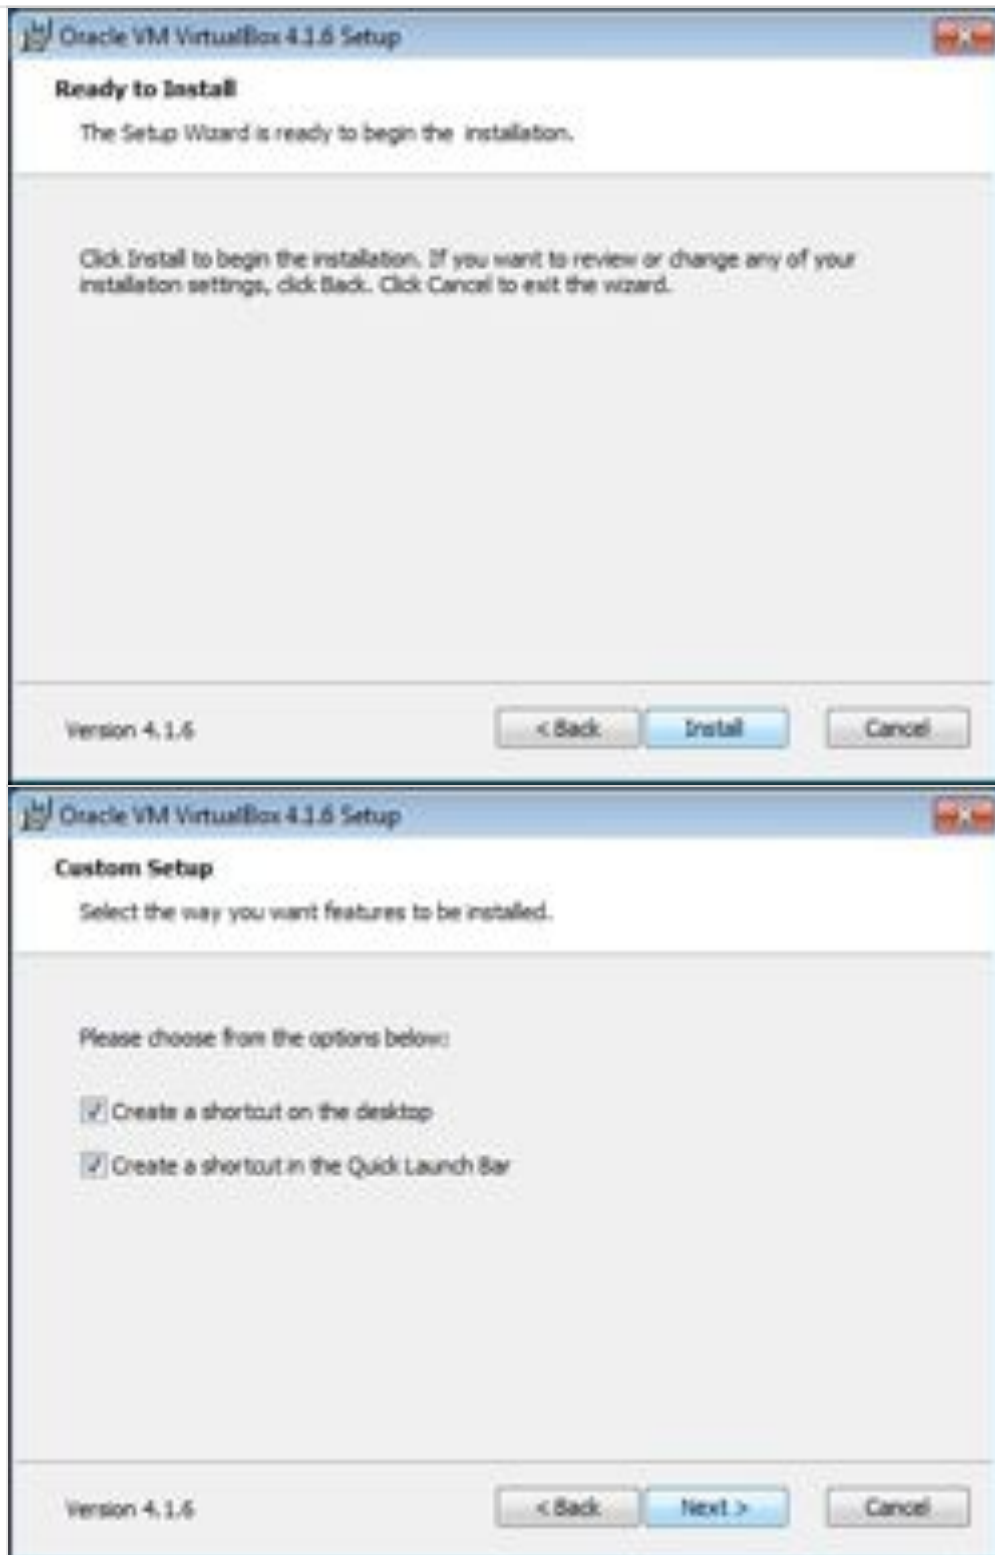 Oracle VM VirtualBox 4.1.6 Setup
Ready to Install
The Setup Wizard is ready to begin the installation.
Click Install to begin the installation. If you want to review or change any of your
installation settings, click Back. Click Cancel to exit the wizard.
Version 4.1.6
< Back
Install
Cancel
Oracle VM VirtualBox 4.1.6 Setup
Custom Setup
Select the way you want features to be installed.
Please choose from the options below:
Create a shortcut on the desktop
Create a shortcut in the Quick Launch Bar
Version 4.1.6
< Back
Next >
Cancel